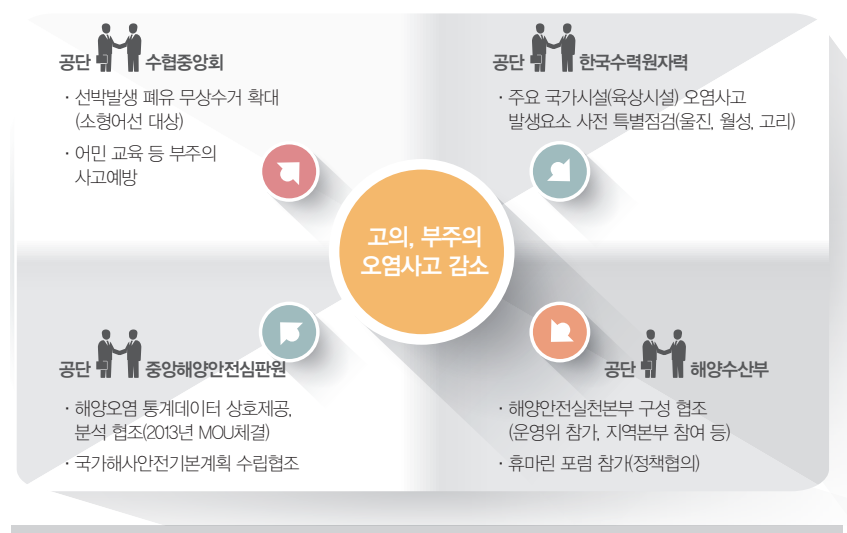 공단 수협중앙회
· 선박발생 폐유 무상수거 확대
(소형어선 대상)
· 어민 교육 등 부주의
사고예방
공단 한국수력원자력
· 주요 국가시설(육상시설) 오염사고
발생요소 사전 특별점검(울진, 월성, 고리)
고의, 부주의
오염사고 감소
공단 중앙해양안전심판원
· 해양오염 통계데이터 상호제공,
분석 협조(2013년 MOU체결)
· 국가해사안전기본계획 수립협조
공단 해양수산부
· 해양안전실천본부 구성 협조
(운영위 참가, 지역본부 참여 등)
· 휴마린 포럼 참가(정책협의)